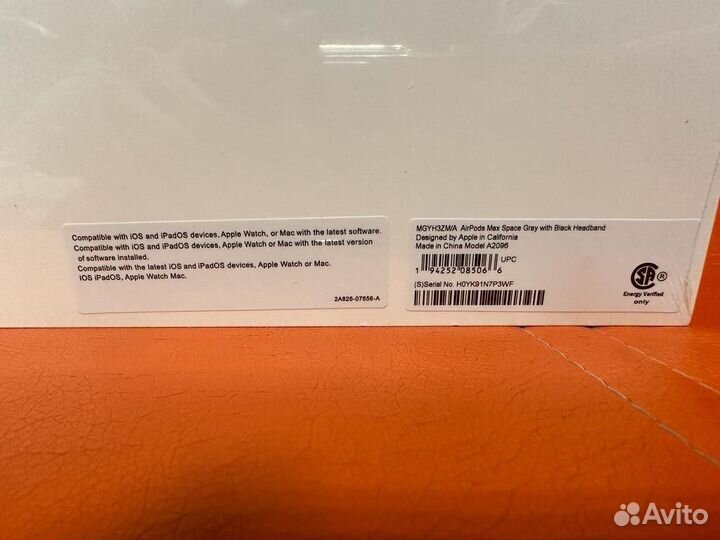 Compatible with iOS and iPadOS devices, Apple Watch, or Mac with the latest software.
Compatible with iOS and iPadOS devices, Apple Watch or Mac with the latest version
of software installed.
Compatible with the latest iOS and iPadOS devices, Apple Watch or Mac.
IOS iPadOS, Apple Watch Mac.
2A826-07656-A
MGYH3ZM/A AirPods Max Space Gray with Black Headband
Designed by Apple in California
Made in China Model A2096
UPC
1 94252 08506 6
(S)Serial No. H0YK91N7P3WF
SA
Energy Verified
only
Avito